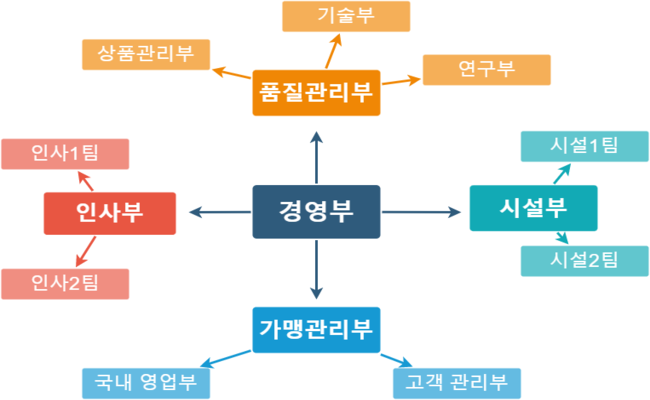 기술부
상품관리부
연구부
품질관리부
인사1팀
시설1팀
인사부
경영부
시설부
인사2팀
시설2팀
가맹관리부
국내 영업부
고객 관리부